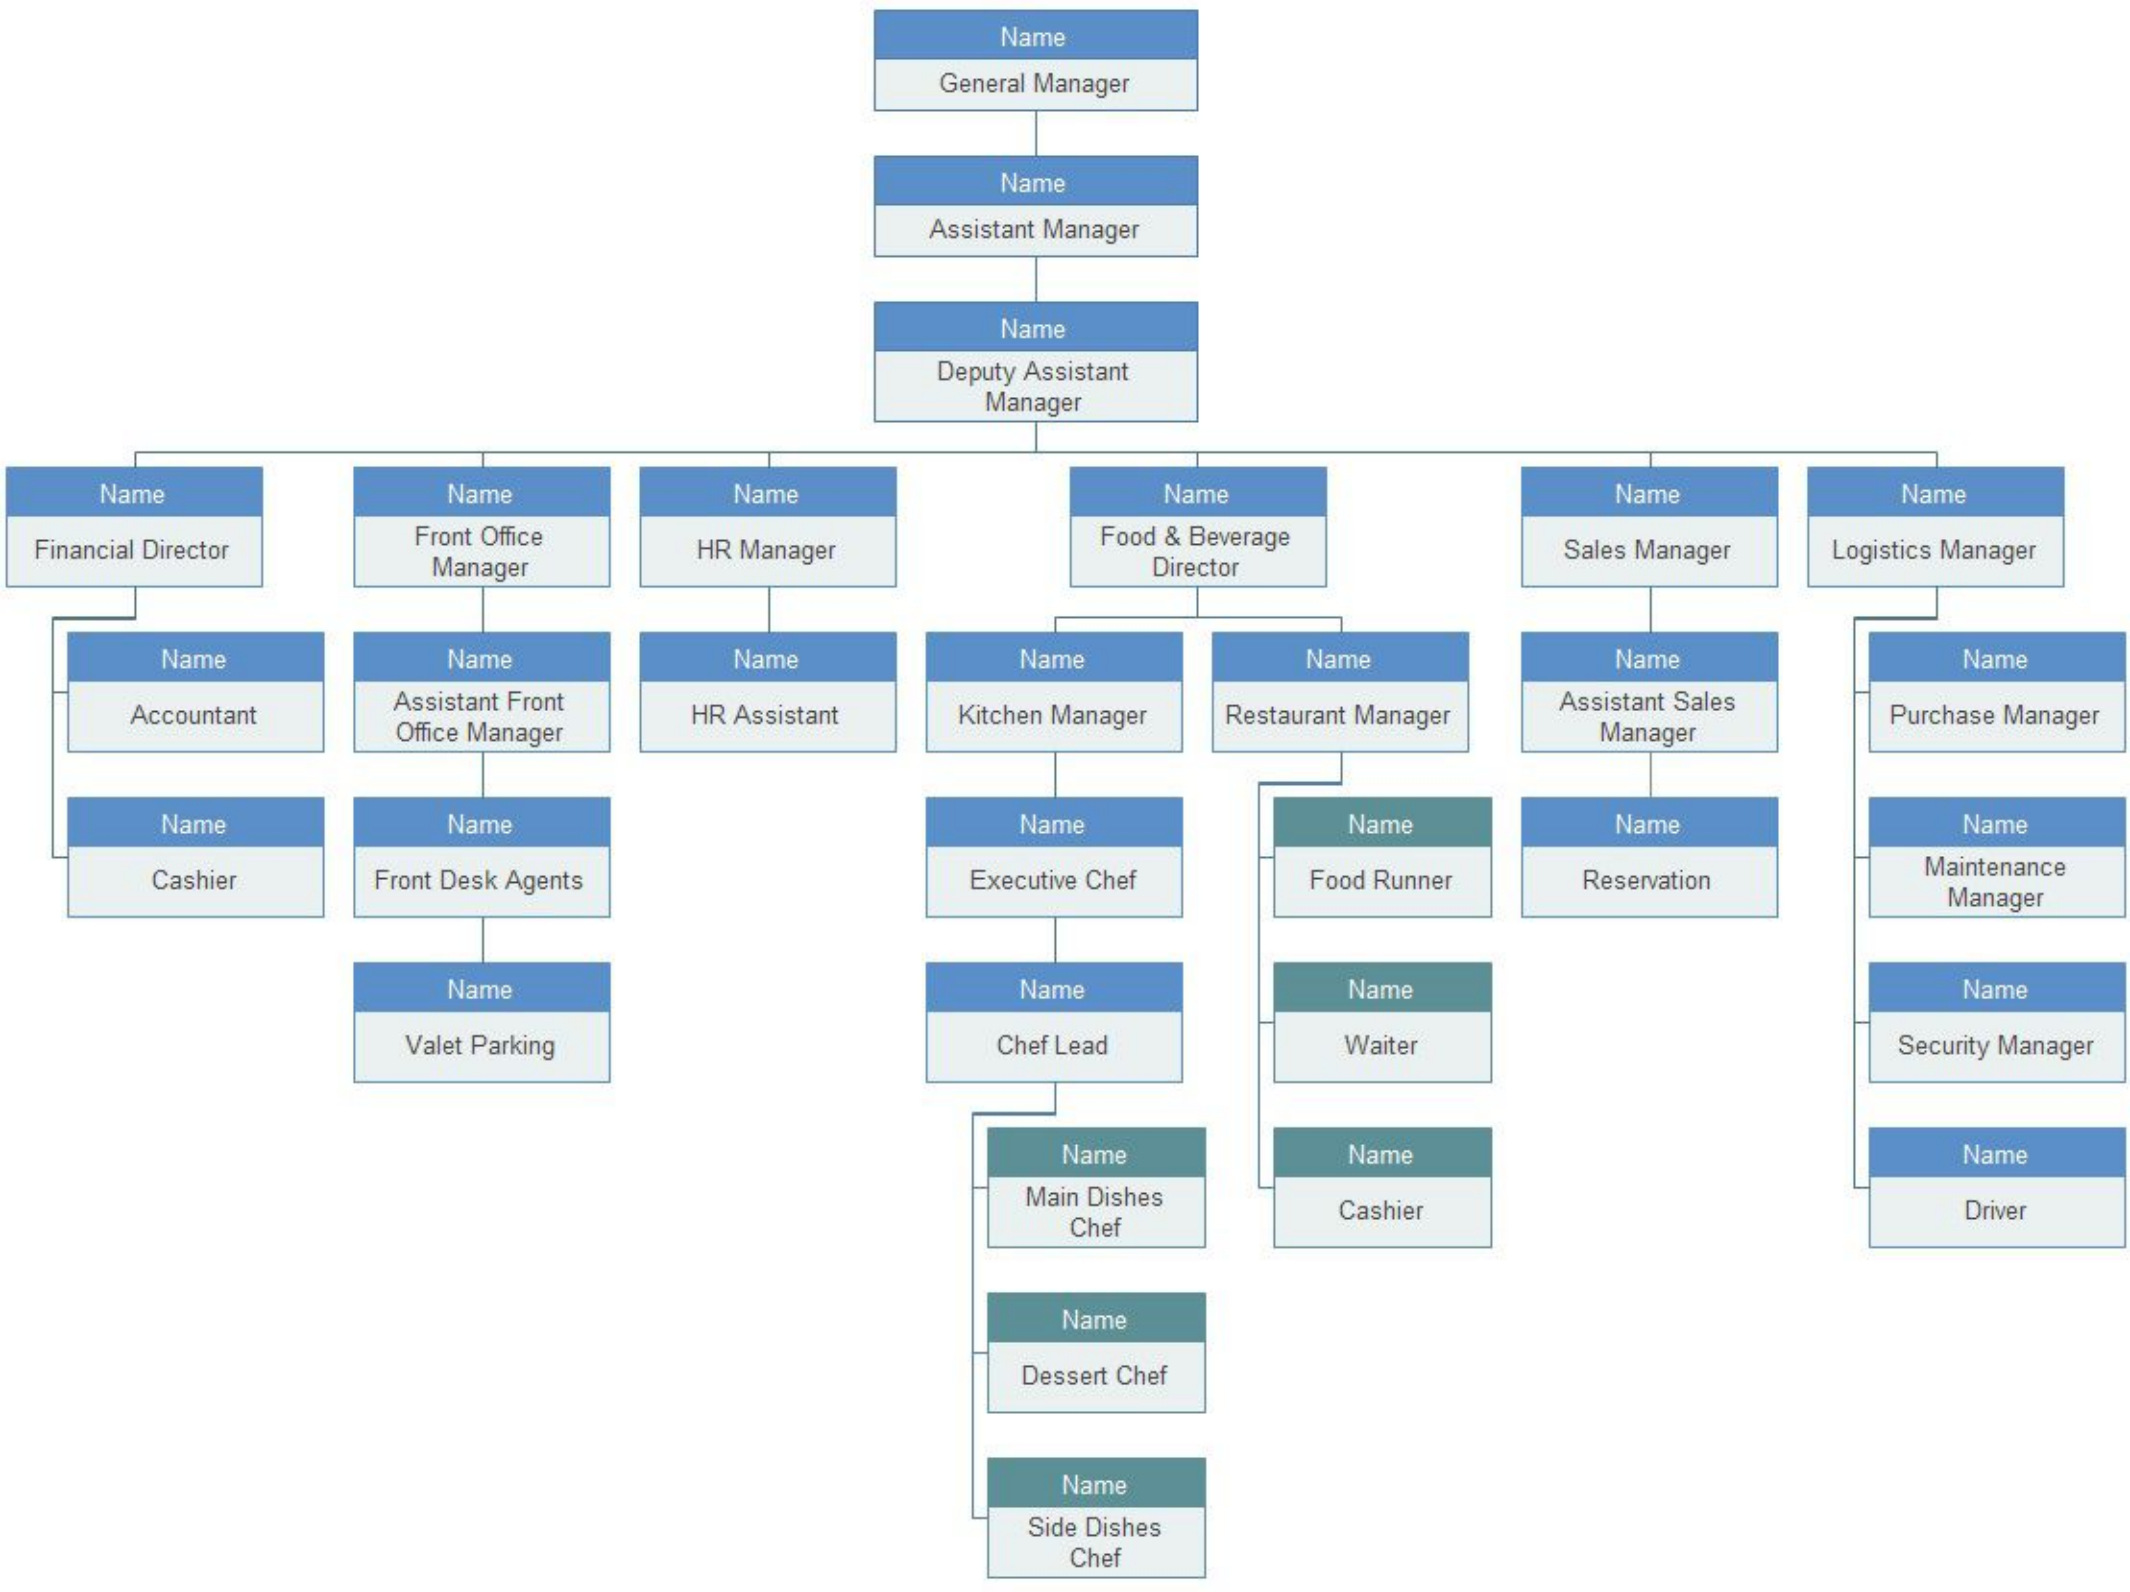 Name
General Manager
Name
Assistant Manager
Name
Deputy Assistant
Manager
Name
Financial Director
Name
Front Office
Manager
Name
HR Manager
Name
Food & Beverage
Director
Name
Sales Manager
Name
Logistics Manager
Name
Accountant
Name
Assistant Front
Office Manager
Name
HR Assistant
Name
Kitchen Manager
Name
Restaurant Manager
Name
Assistant Sales
Manager
Name
Purchase Manager
Name
Cashier
Name
Front Desk Agents
Name
Executive Chef
Name
Food Runner
Name
Reservation
Name
Maintenance
Manager
Name
Valet Parking
Name
Chef Lead
Name
Waiter
Name
Security Manager
Name
Main Dishes
Chef
Name
Cashier
Name
Driver
Name
Dessert Chef
Name
Side Dishes
Chef